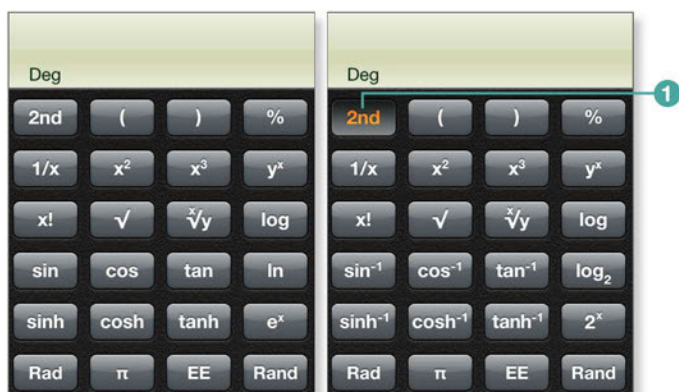 Deg
2nd ( ) %
1/x x² x³ yˣ
x! √ ˣ√y log
sin cos tan ln
sinh cosh tanh eˣ
Rad π EE Rand
Deg
2nd ( ) %
1/x x² x³ yˣ
x! √ ˣ√y log
sin⁻¹ cos⁻¹ tan⁻¹ log₂
sinh⁻¹ cosh⁻¹ tanh⁻¹ 2ˣ
Rad π EE Rand
1